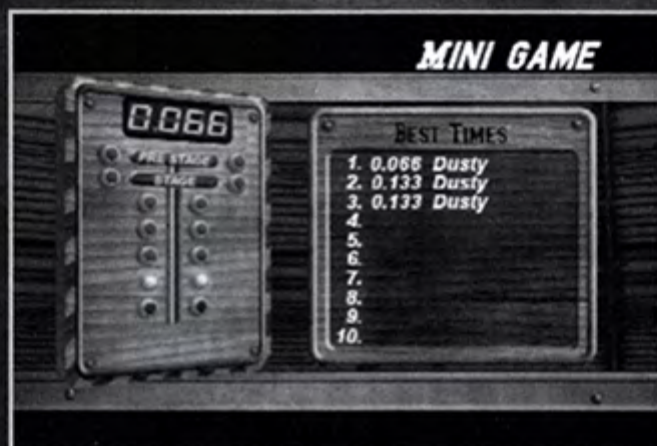 MINI GAME
0.066
PRE STAGE
STAGE
BEST TIMES
1. 0.066 Dusty
2. 0.133 Dusty
3. 0.133 Dusty
4.
5.
6.
7.
8.
9.
10.